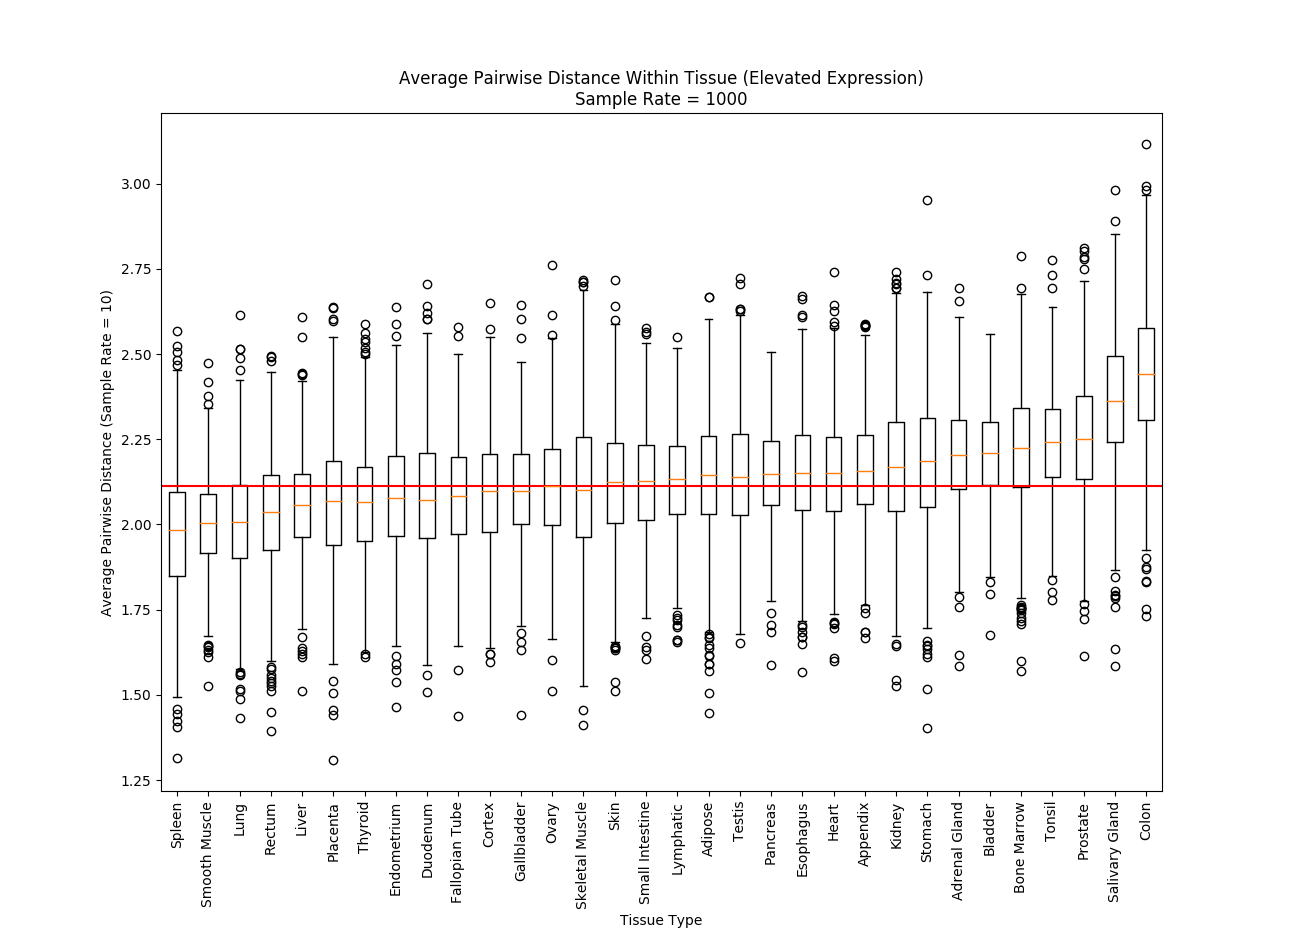 Average Pairwise Distance Within Tissue (Elevated Expression)
Sample Rate = 1000
Average Pairwise Distance (Sample Rate = 10)
3.00
2.75
2.50
2.25
2.00
1.75
1.50
1.25
Spleen
Smooth Muscle
Lung
Rectum
Liver
Placenta
Thyroid
Endometrium
Duodenum
Fallopian Tube
Cortex
Gallbladder
Ovary
Skeletal Muscle
Skin
Small Intestine
Lymphatic
Adipose
Testis
Pancreas
Esophagus
Heart
Appendix
Kidney
Stomach
Adrenal Gland
Bladder
Bone Marrow
Tonsil
Prostate
Salivary Gland
Colon
Tissue Type